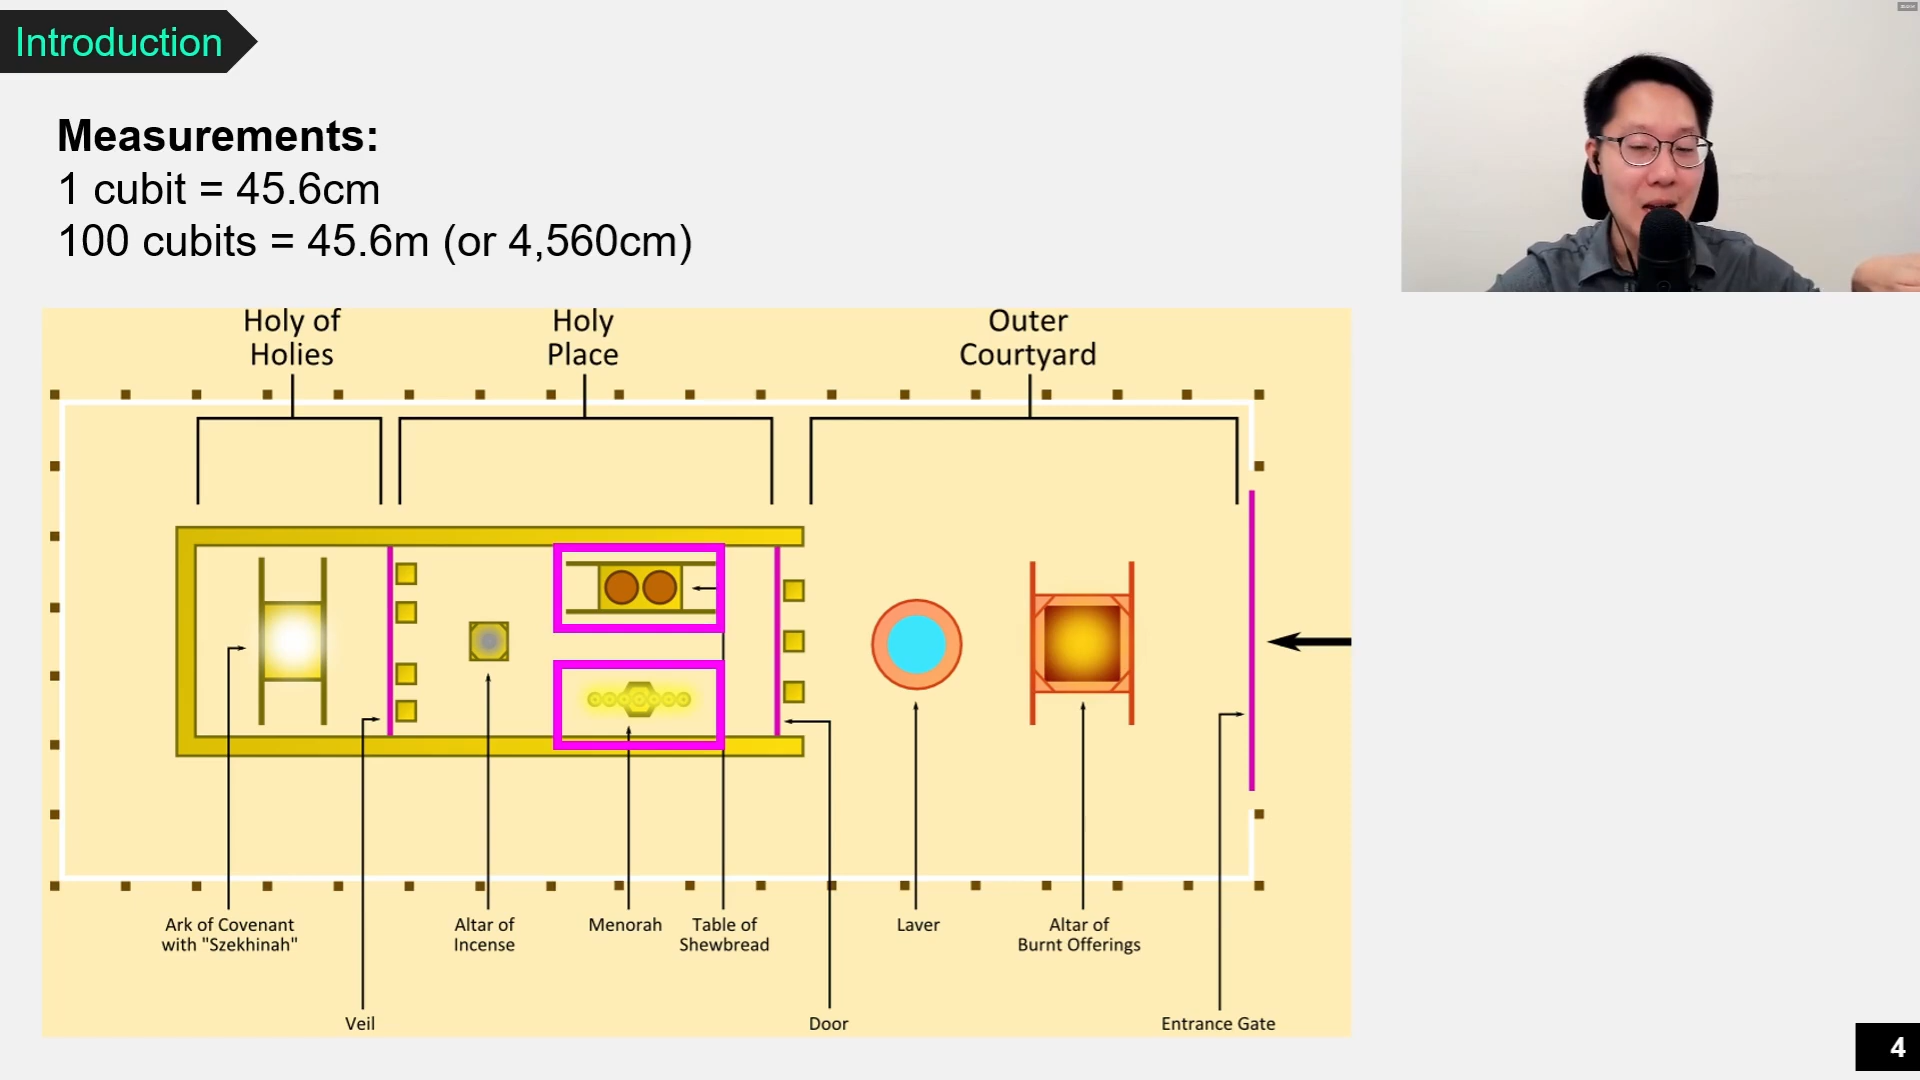 Introduction
Measurements:
1 cubit = 45.6cm
100 cubits = 45.6m (or 4,560cm)
Holy of
Holies
Holy
Place
Outer
Courtyard
Ark of Covenant
with "Szekhinah"
Altar of
Incense
Menorah
Table of
Shewbread
Laver
Altar of
Burnt Offerings
Veil
Door
Entrance Gate
4